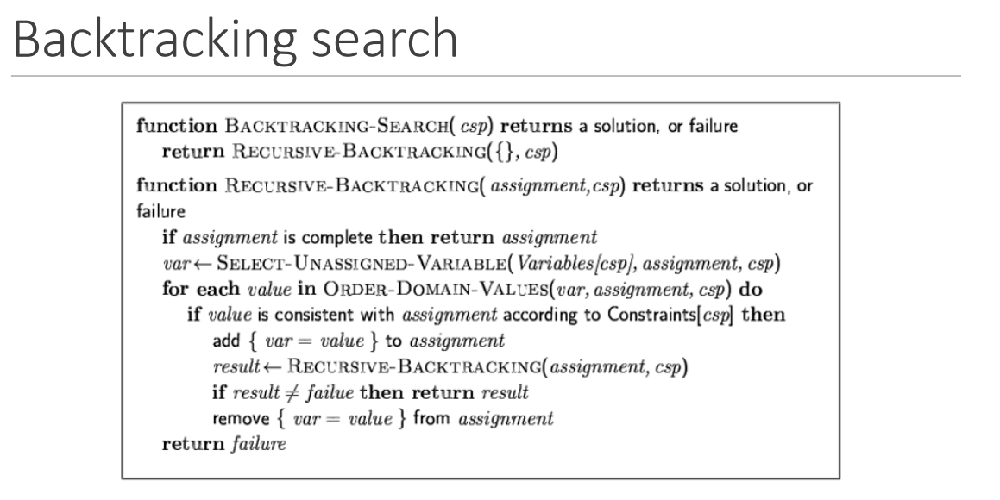 Backtracking search
function BACKTRACKING-SEARCH( csp) returns a solution, or failure
return RECURSIVE-BACKTRACKING({}, csp)
function RECURSIVE-BACKTRACKING( assignment, csp) returns a solution, or
failure
if assignment is complete then return assignment
var ← SELECT-UNASSIGNED-VARIABLE( Variables[csp], assignment, csp)
for each value in ORDER-DOMAIN-VALUES(var, assignment, csp) do
if value is consistent with assignment according to Constraints[csp] then
add { var = value } to assignment
result ← RECURSIVE-BACKTRACKING(assignment, csp)
if result ≠ failue then return result
remove { var = value } from assignment
return failure